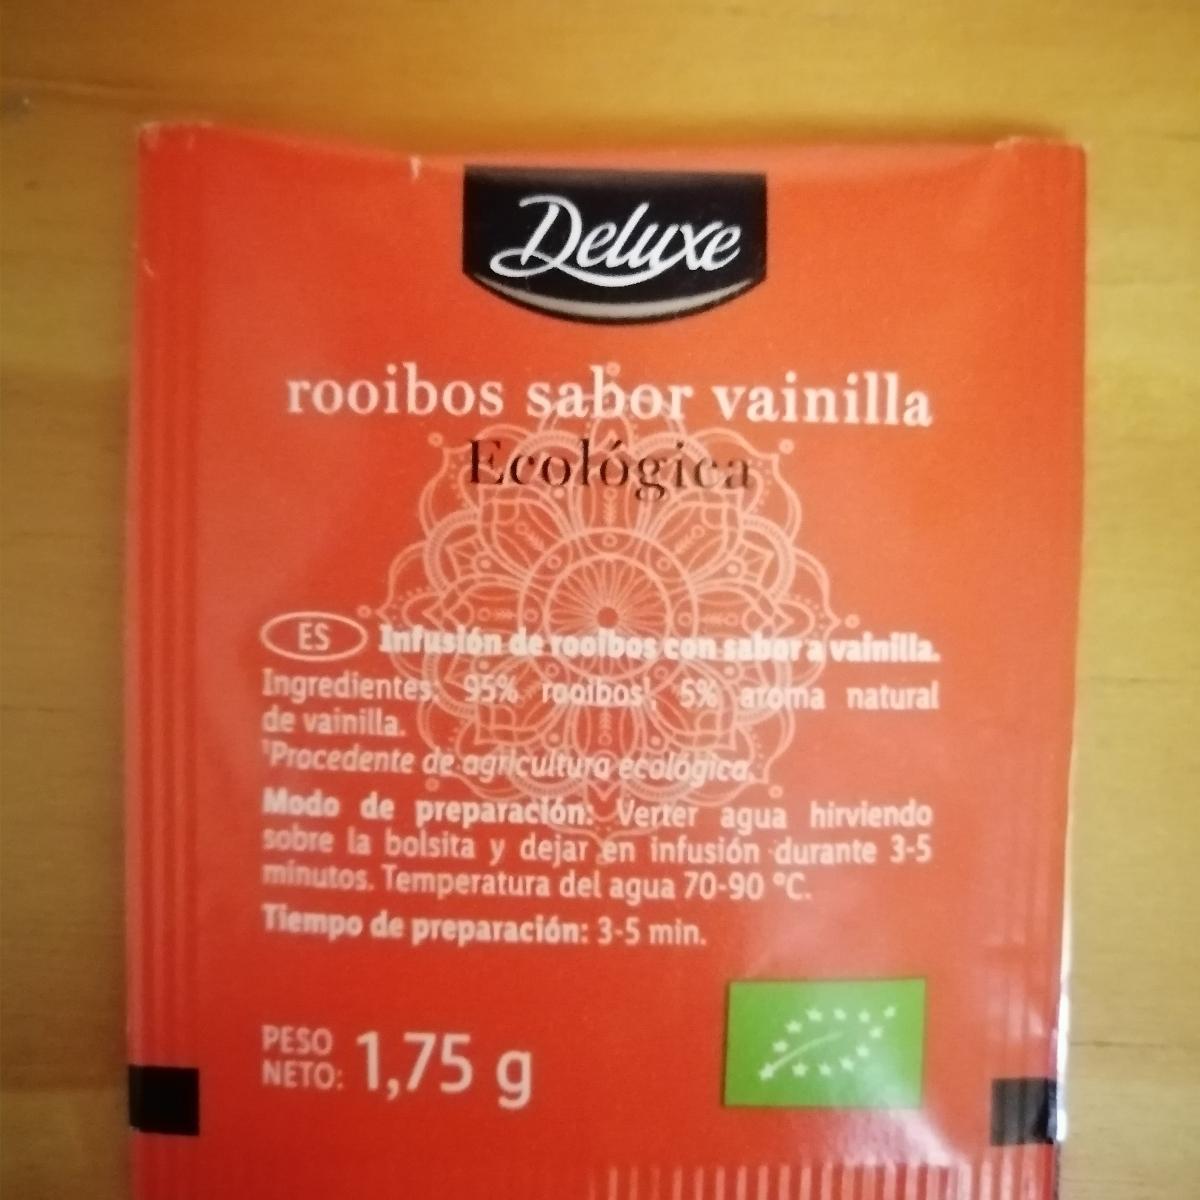 Deluxe
rooibos sabor vainilla
Ecológica
ES Infusión de rooibos con sabor a vainilla.
Ingredientes: 95% rooibos¹, 5% aroma natural
de vainilla.
¹Procedente de agricultura ecológica.
Modo de preparación: Verter agua hirviendo
sobre la bolsita y dejar en infusión durante 3-5
minutos. Temperatura del agua 70-90 °C.
Tiempo de preparación: 3-5 min.
PESO
NETO: 1,75 g